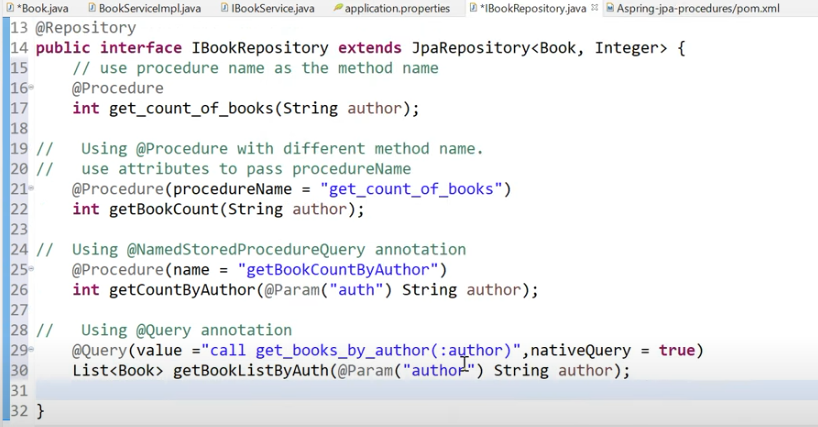 *Book.java BookServiceImpl.java IBookService.java application.properties *IBookRepository.java Aspring-jpa-procedures/pom.xml
13 @Repository
14 public interface IBookRepository extends JpaRepository<Book, Integer> {
15 // use procedure name as the method name
16 @Procedure
17 int get_count_of_books(String author);
18
19 // Using @Procedure with different method name.
20 // use attributes to pass procedureName
21 @Procedure(procedureName = "get_count_of_books")
22 int getBookCount(String author);
23
24 // Using @NamedStoredProcedureQuery annotation
25 @Procedure(name = "getBookCountByAuthor")
26 int getCountByAuthor(@Param("auth") String author);
27
28 // Using @Query annotation
29 @Query(value ="call get_books_by_author(:author)",nativeQuery = true)
30 List<Book> getBookListByAuth(@Param("author") String author);
31
32 }